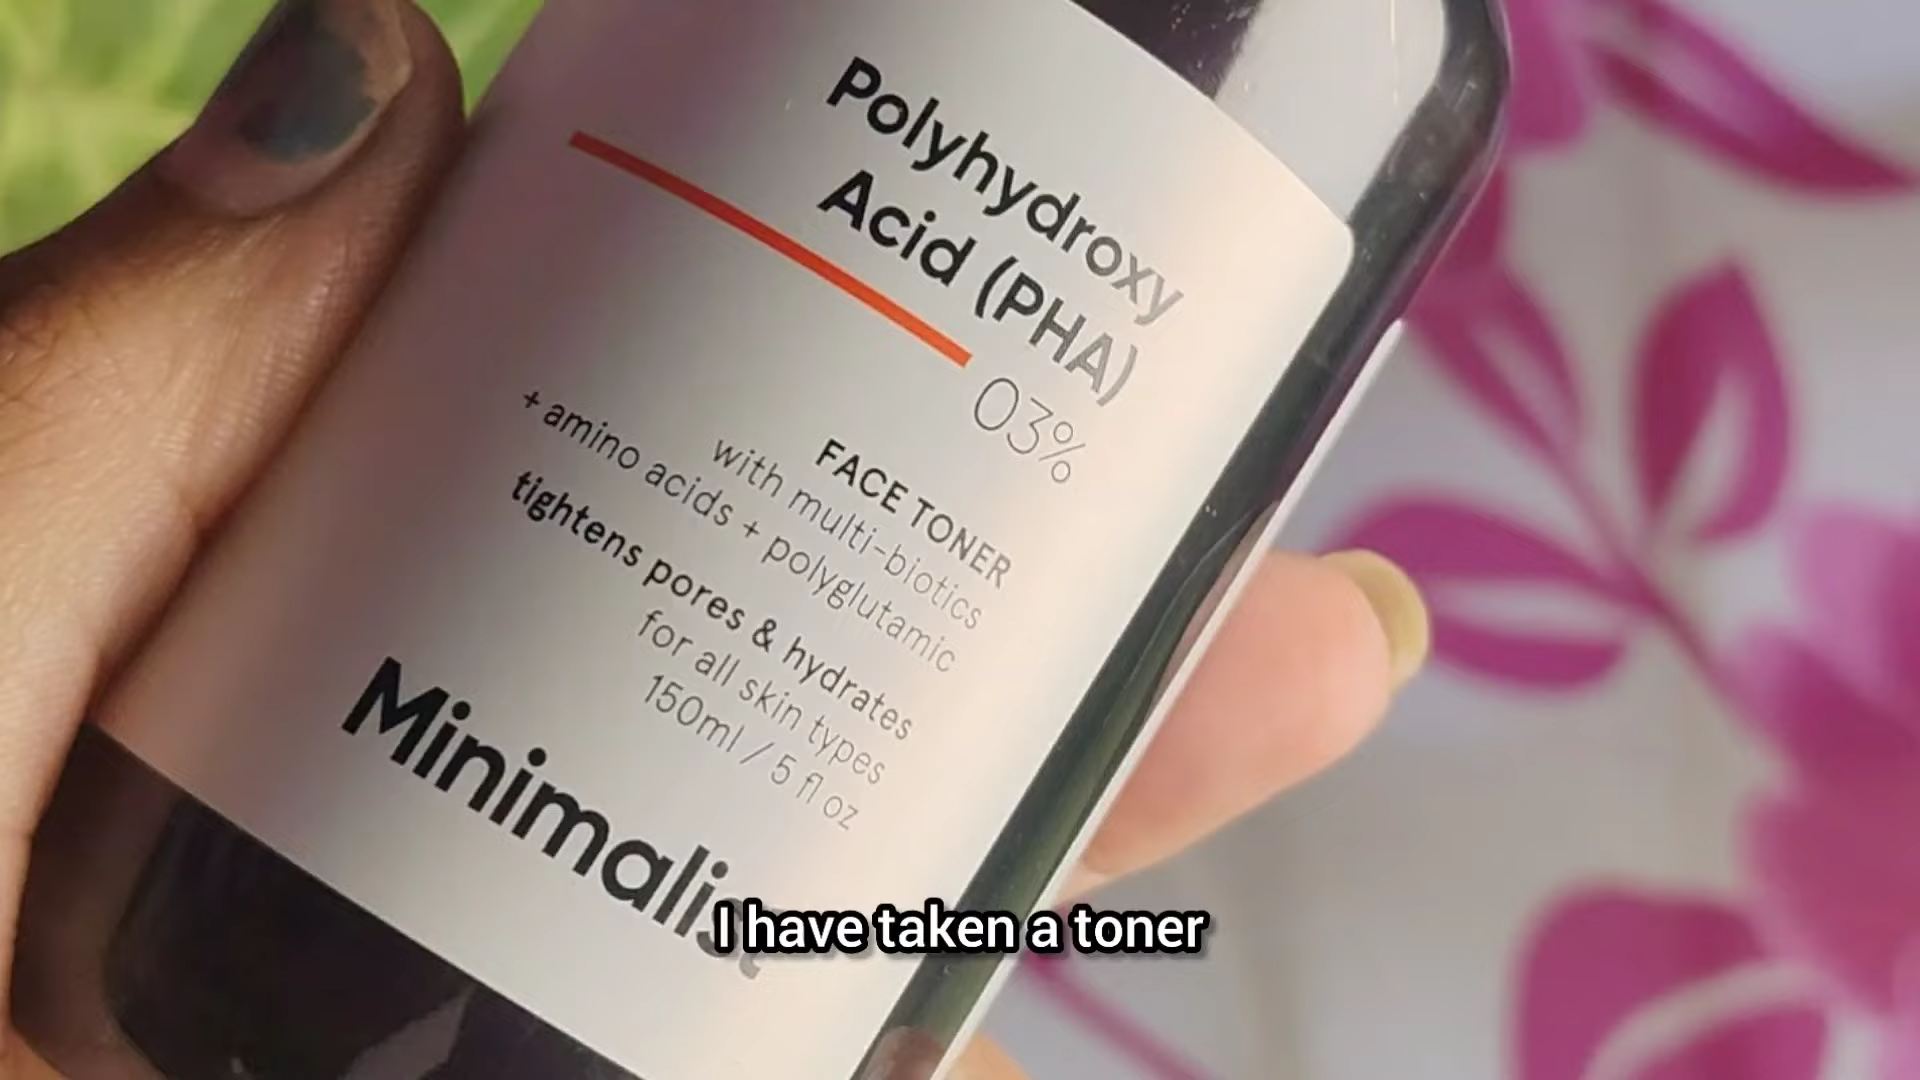 Polyhydroxy
Acid (PHA)
03%
FACE TONER
with multi-biotics
+ amino acids + polyglutamic
tightens pores & hydrates
for all skin types
150ml / 5 fl oz
Minimalist
I have taken a toner